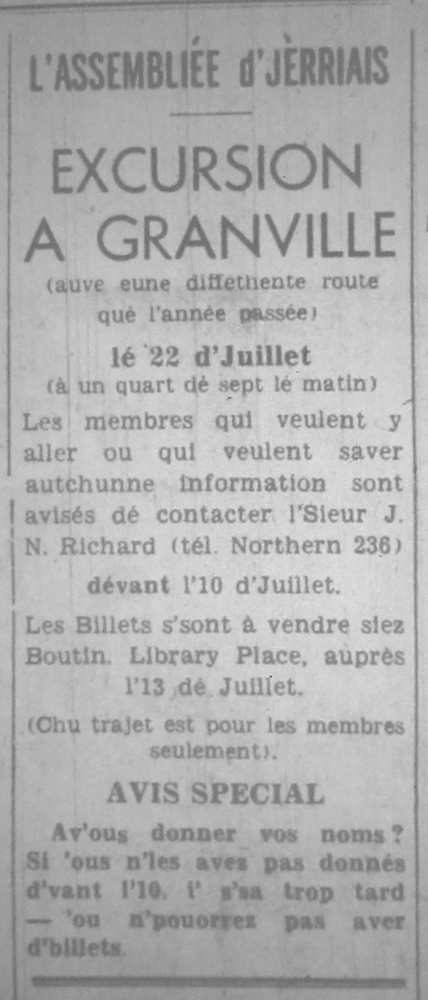 L'ASSEMBLIÉE d'JÈRRIAIS
EXCURSION
A GRANVILLE
(auve eune diffethente route
qué l'année passée)
lé 22 d'Juillet
(à un quart dé sept lé matin)
Les membres qui veulent y
aller ou qui veulent saver
autchunne information sont
avisés dé contacter l'Sieur J.
N. Richard (tél. Northern 236)
dévant l'10 d'Juillet.
Les Billets s'sont à vendre siez
Boutin, Library Place, auprès
l'13 dé Juillet.
(Chu trajet est pour les membres
seulement).
AVIS SPECIAL
Av'ous donner vos noms?
Si 'ous n'les avez pas donnés
d'vant l'10, i' s'sa trop tard
— 'ou n'pouorrez pas aver
d'billets.